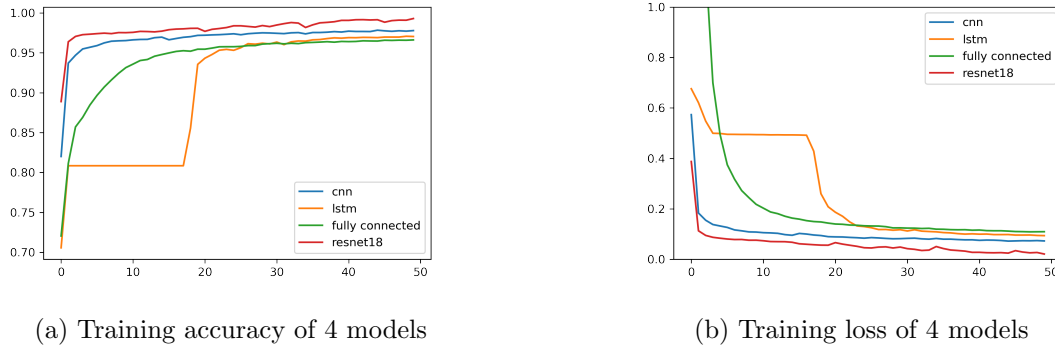 1.00
0.95
0.90
0.85
0.80
0.75
0.70
0 10 20 30 40 50
cnn
lstm
fully connected
resnet18
(a) Training accuracy of 4 models
1.0
0.8
0.6
0.4
0.2
0.0
0 10 20 30 40 50
cnn
lstm
fully connected
resnet18
(b) Training loss of 4 models